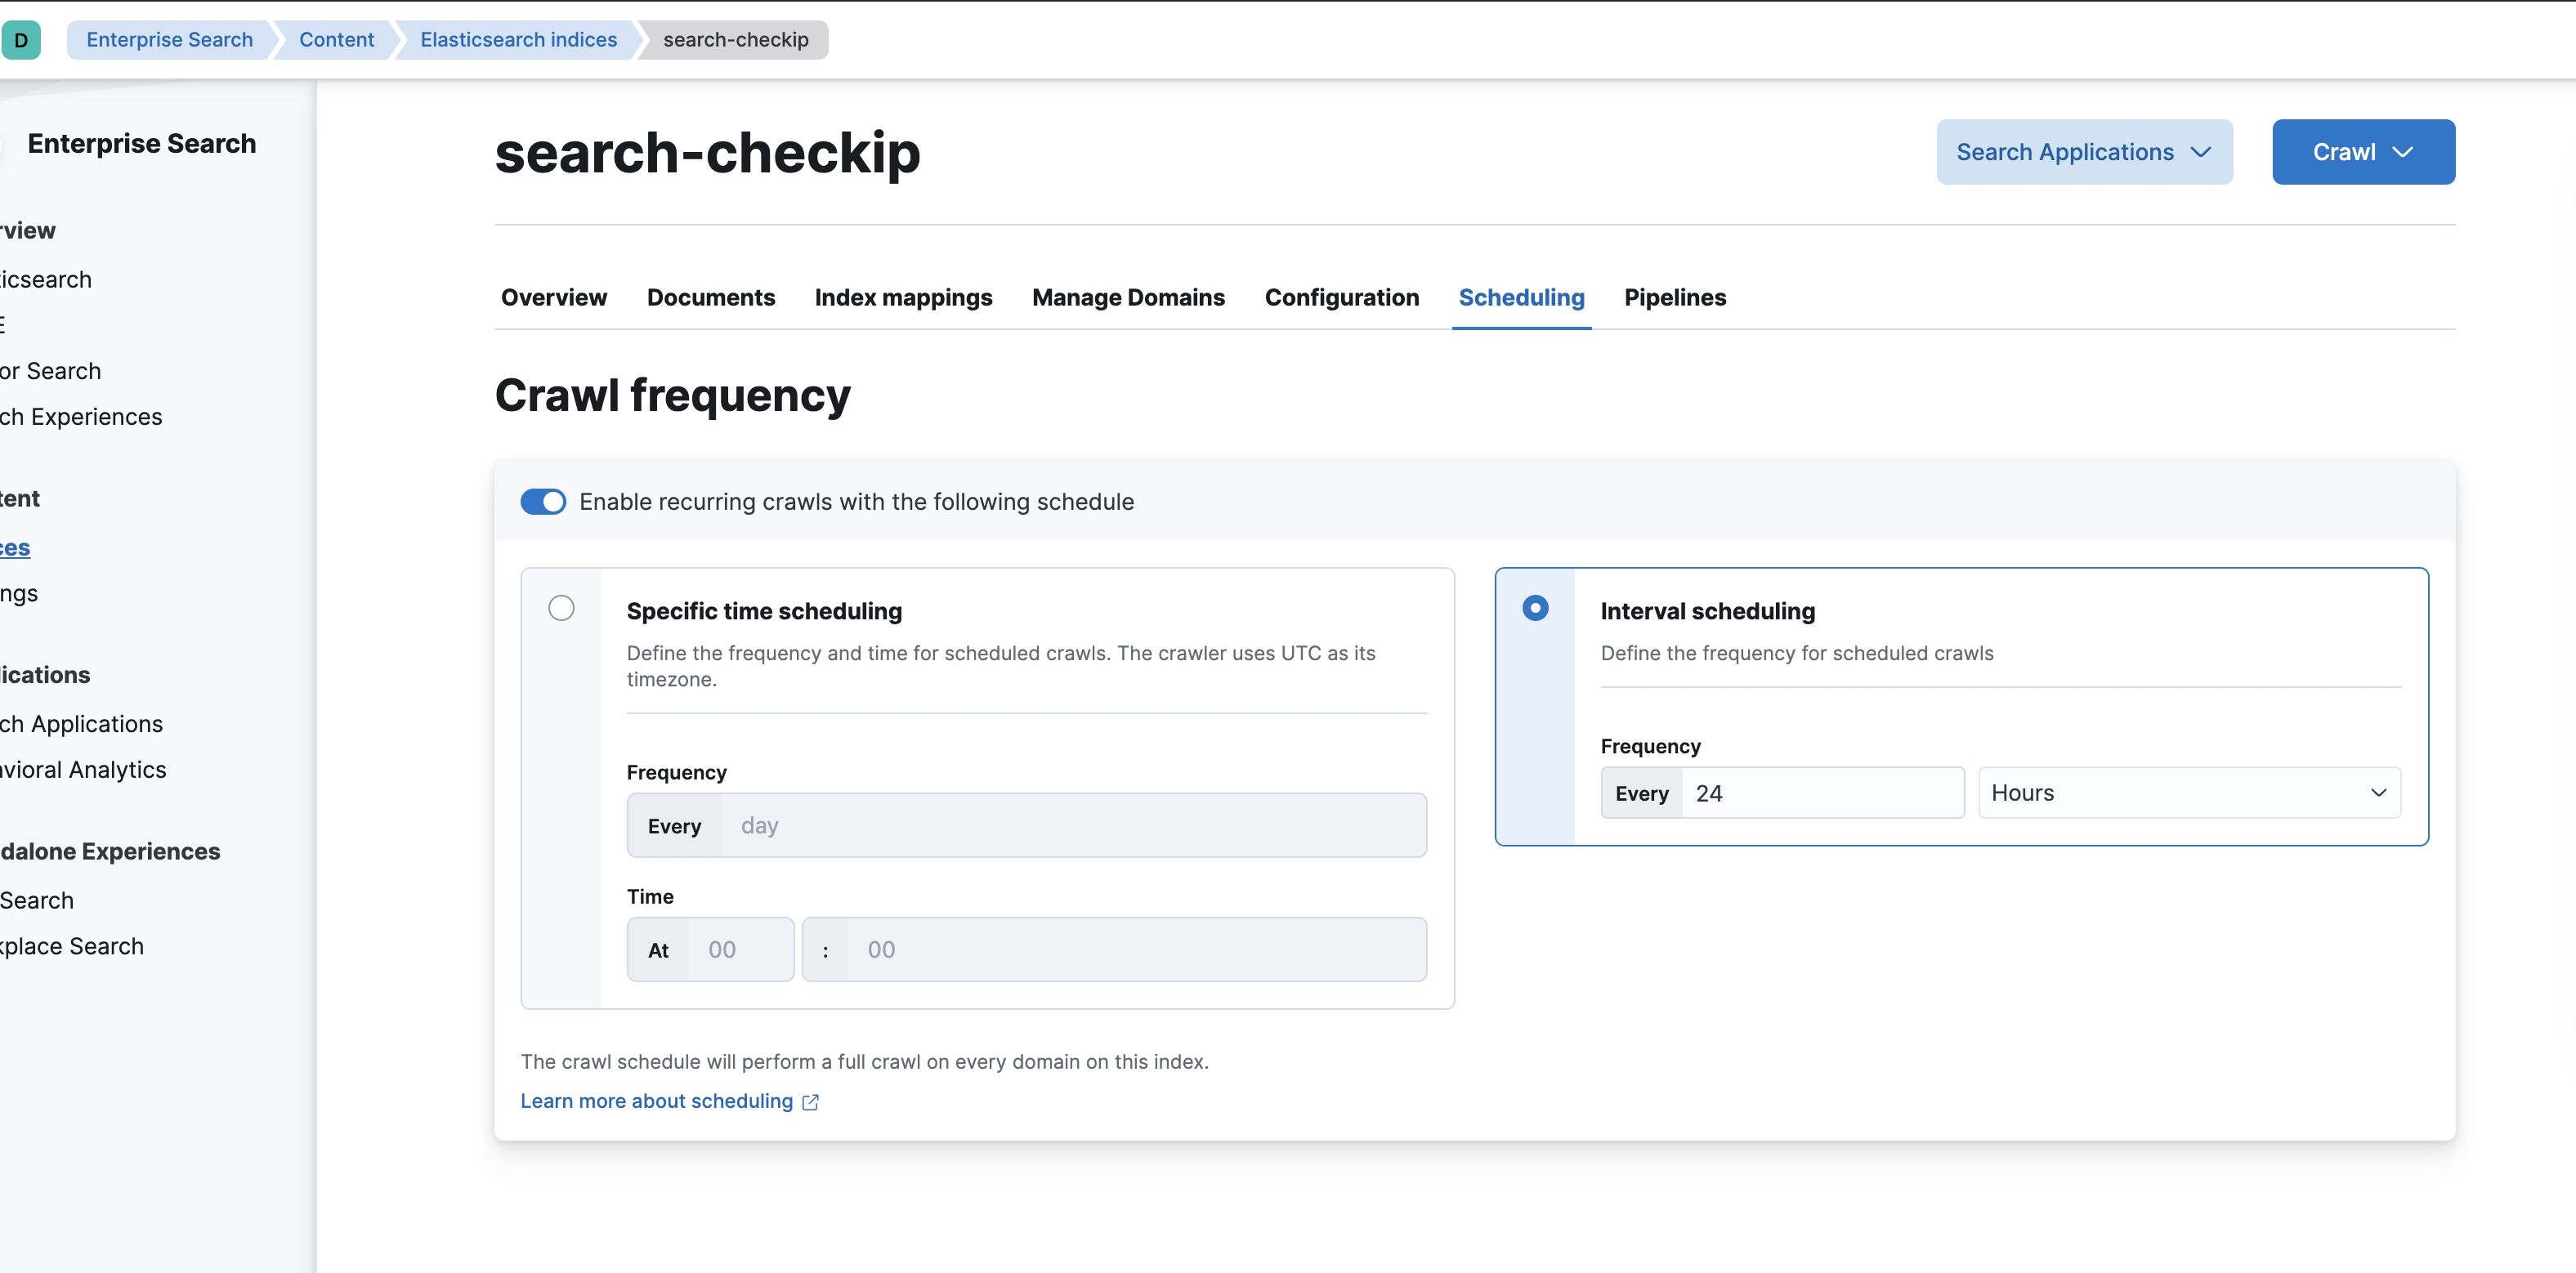 D
Enterprise Search
Content
Elasticsearch indices
search-checkip
Enterprise Search
rview
icsearch
E
or Search
ch Experiences
tent
ces
ngs
lications
ch Applications
avioral Analytics
dalone Experiences
Search
kplace Search
search-checkip
Search Applications
Crawl
Overview
Documents
Index mappings
Manage Domains
Configuration
Scheduling
Pipelines
Crawl frequency
Enable recurring crawls with the following schedule
Specific time scheduling
Define the frequency and time for scheduled crawls. The crawler uses UTC as its
timezone.
Frequency
Every day
Time
At 00 : 00
Interval scheduling
Define the frequency for scheduled crawls
Frequency
Every 24 Hours
The crawl schedule will perform a full crawl on every domain on this index.
Learn more about scheduling